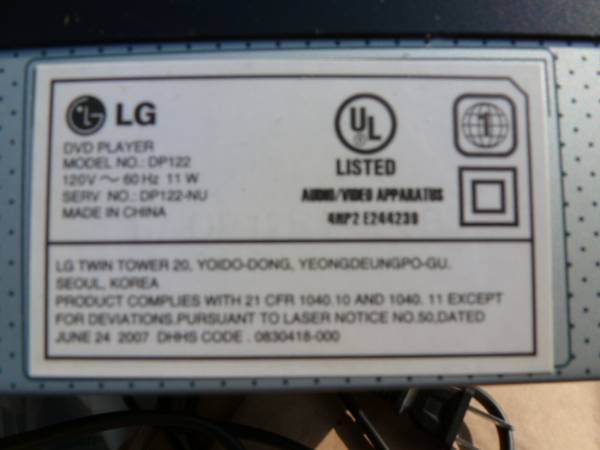 LG
DVD PLAYER
MODEL NO.: DP122
120V ~ 60 Hz 11 W
SERV NO.: DP122-NU
MADE IN CHINA
UL
LISTED
AUDIO/VIDEO APPARATUS
4HP2 E244230
1
LG TWIN TOWER 20, YOIDO-DONG, YEONGDEUNGPO-GU.
SEOUL, KOREA
PRODUCT COMPLIES WITH 21 CFR 1040.10 AND 1040. 11 EXCEPT
FOR DEVIATIONS.PURSUANT TO LASER NOTICE NO.50,DATED
JUNE 24 2007 DHHS CODE . 0830418-000